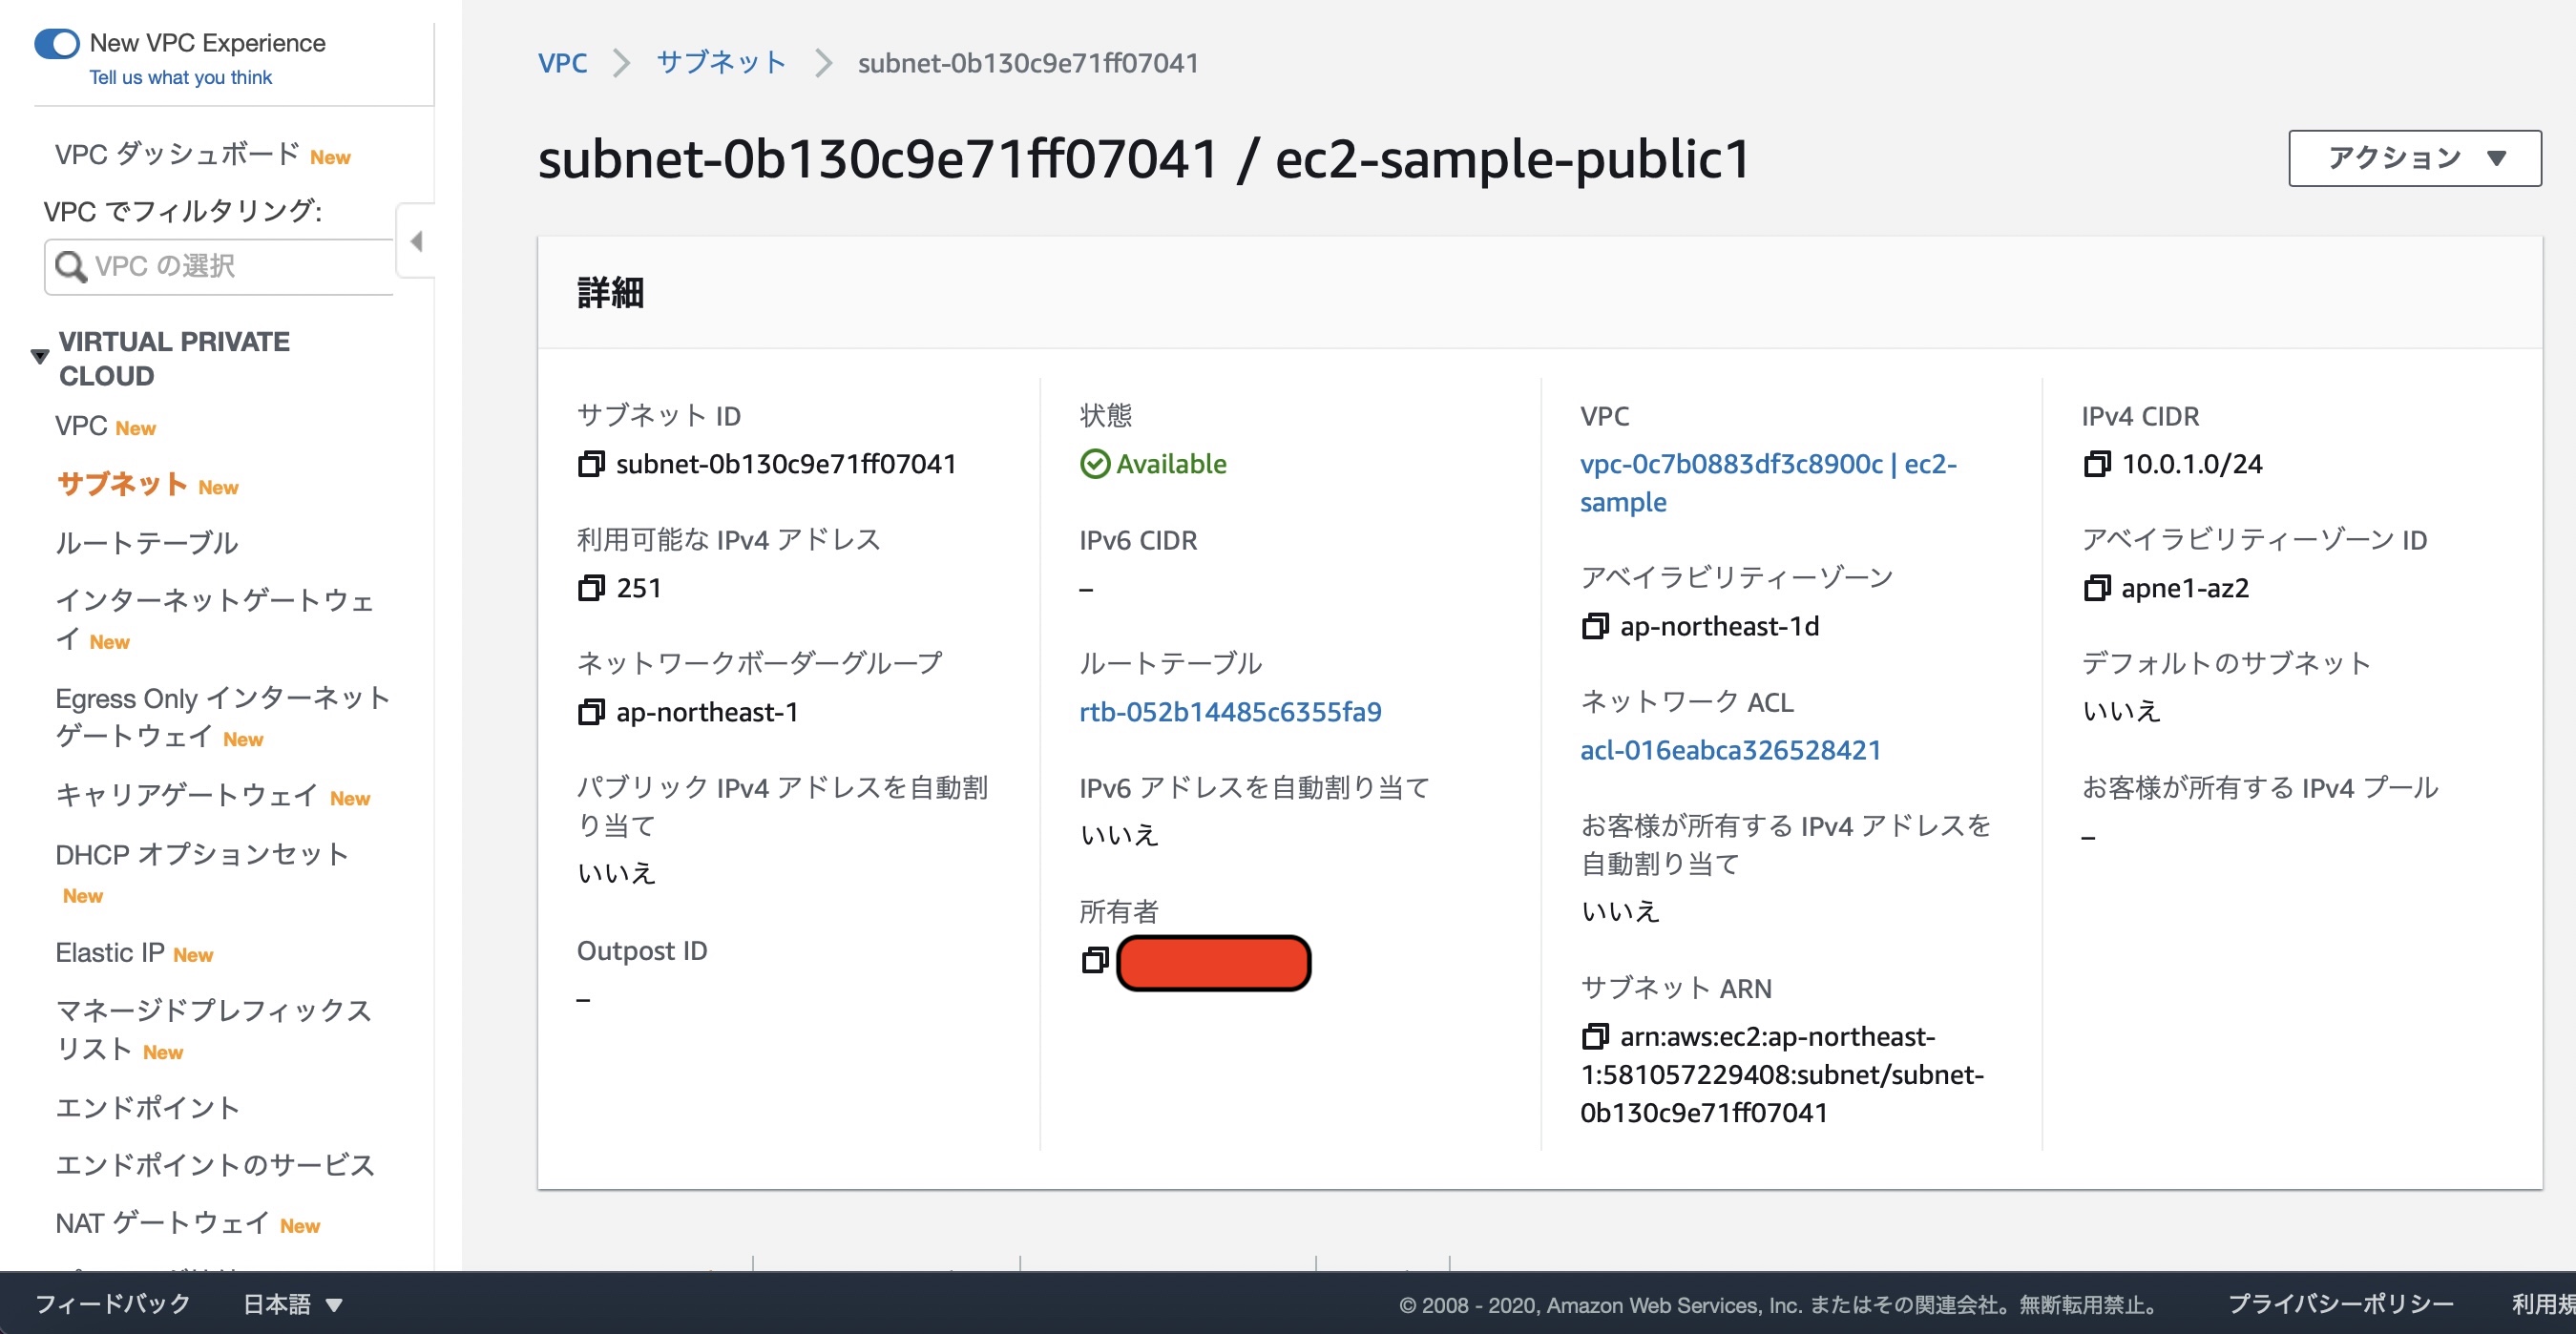 New VPC Experience
Tell us what you think
VPC ダッシュボード New
VPC でフィルタリング:
VPC の選択
VIRTUAL PRIVATE
CLOUD
VPC New
サブネット New
ルートテーブル
インターネットゲートウェ
イ New
Egress Only インターネット
ゲートウェイ New
キャリアゲートウェイ New
DHCP オプションセット
New
Elastic IP New
マネージドプレフィックス
リスト New
エンドポイント
エンドポイントのサービス
NAT ゲートウェイ New
VPC サブネット subnet-0b130c9e71ff07041
subnet-0b130c9e71ff07041 / ec2-sample-public1
アクション
詳細
サブネット ID
subnet-0b130c9e71ff07041
利用可能な IPv4 アドレス
251
ネットワークボーダーグループ
ap-northeast-1
パブリック IPv4 アドレスを自動割
り当て
いいえ
Outpost ID
–
状態
Available
IPv6 CIDR
–
ルートテーブル
rtb-052b14485c6355fa9
IPv6 アドレスを自動割り当て
いいえ
所有者
VPC
vpc-0c7b0883df3c8900c | ec2-
sample
アベイラビリティーゾーン
ap-northeast-1d
ネットワーク ACL
acl-016eabca326528421
お客様が所有する IPv4 アドレスを
自動割り当て
いいえ
サブネット ARN
arn:aws:ec2:ap-northeast-
1:581057229408:subnet/subnet-
0b130c9e71ff07041
IPv4 CIDR
10.0.1.0/24
アベイラビリティーゾーン ID
apne1-az2
デフォルトのサブネット
いいえ
お客様が所有する IPv4 プール
–
フィードバック
日本語
© 2008 - 2020, Amazon Web Services, Inc. またはその関連会社。無断転用禁止。
プライバシーポリシー
利用規